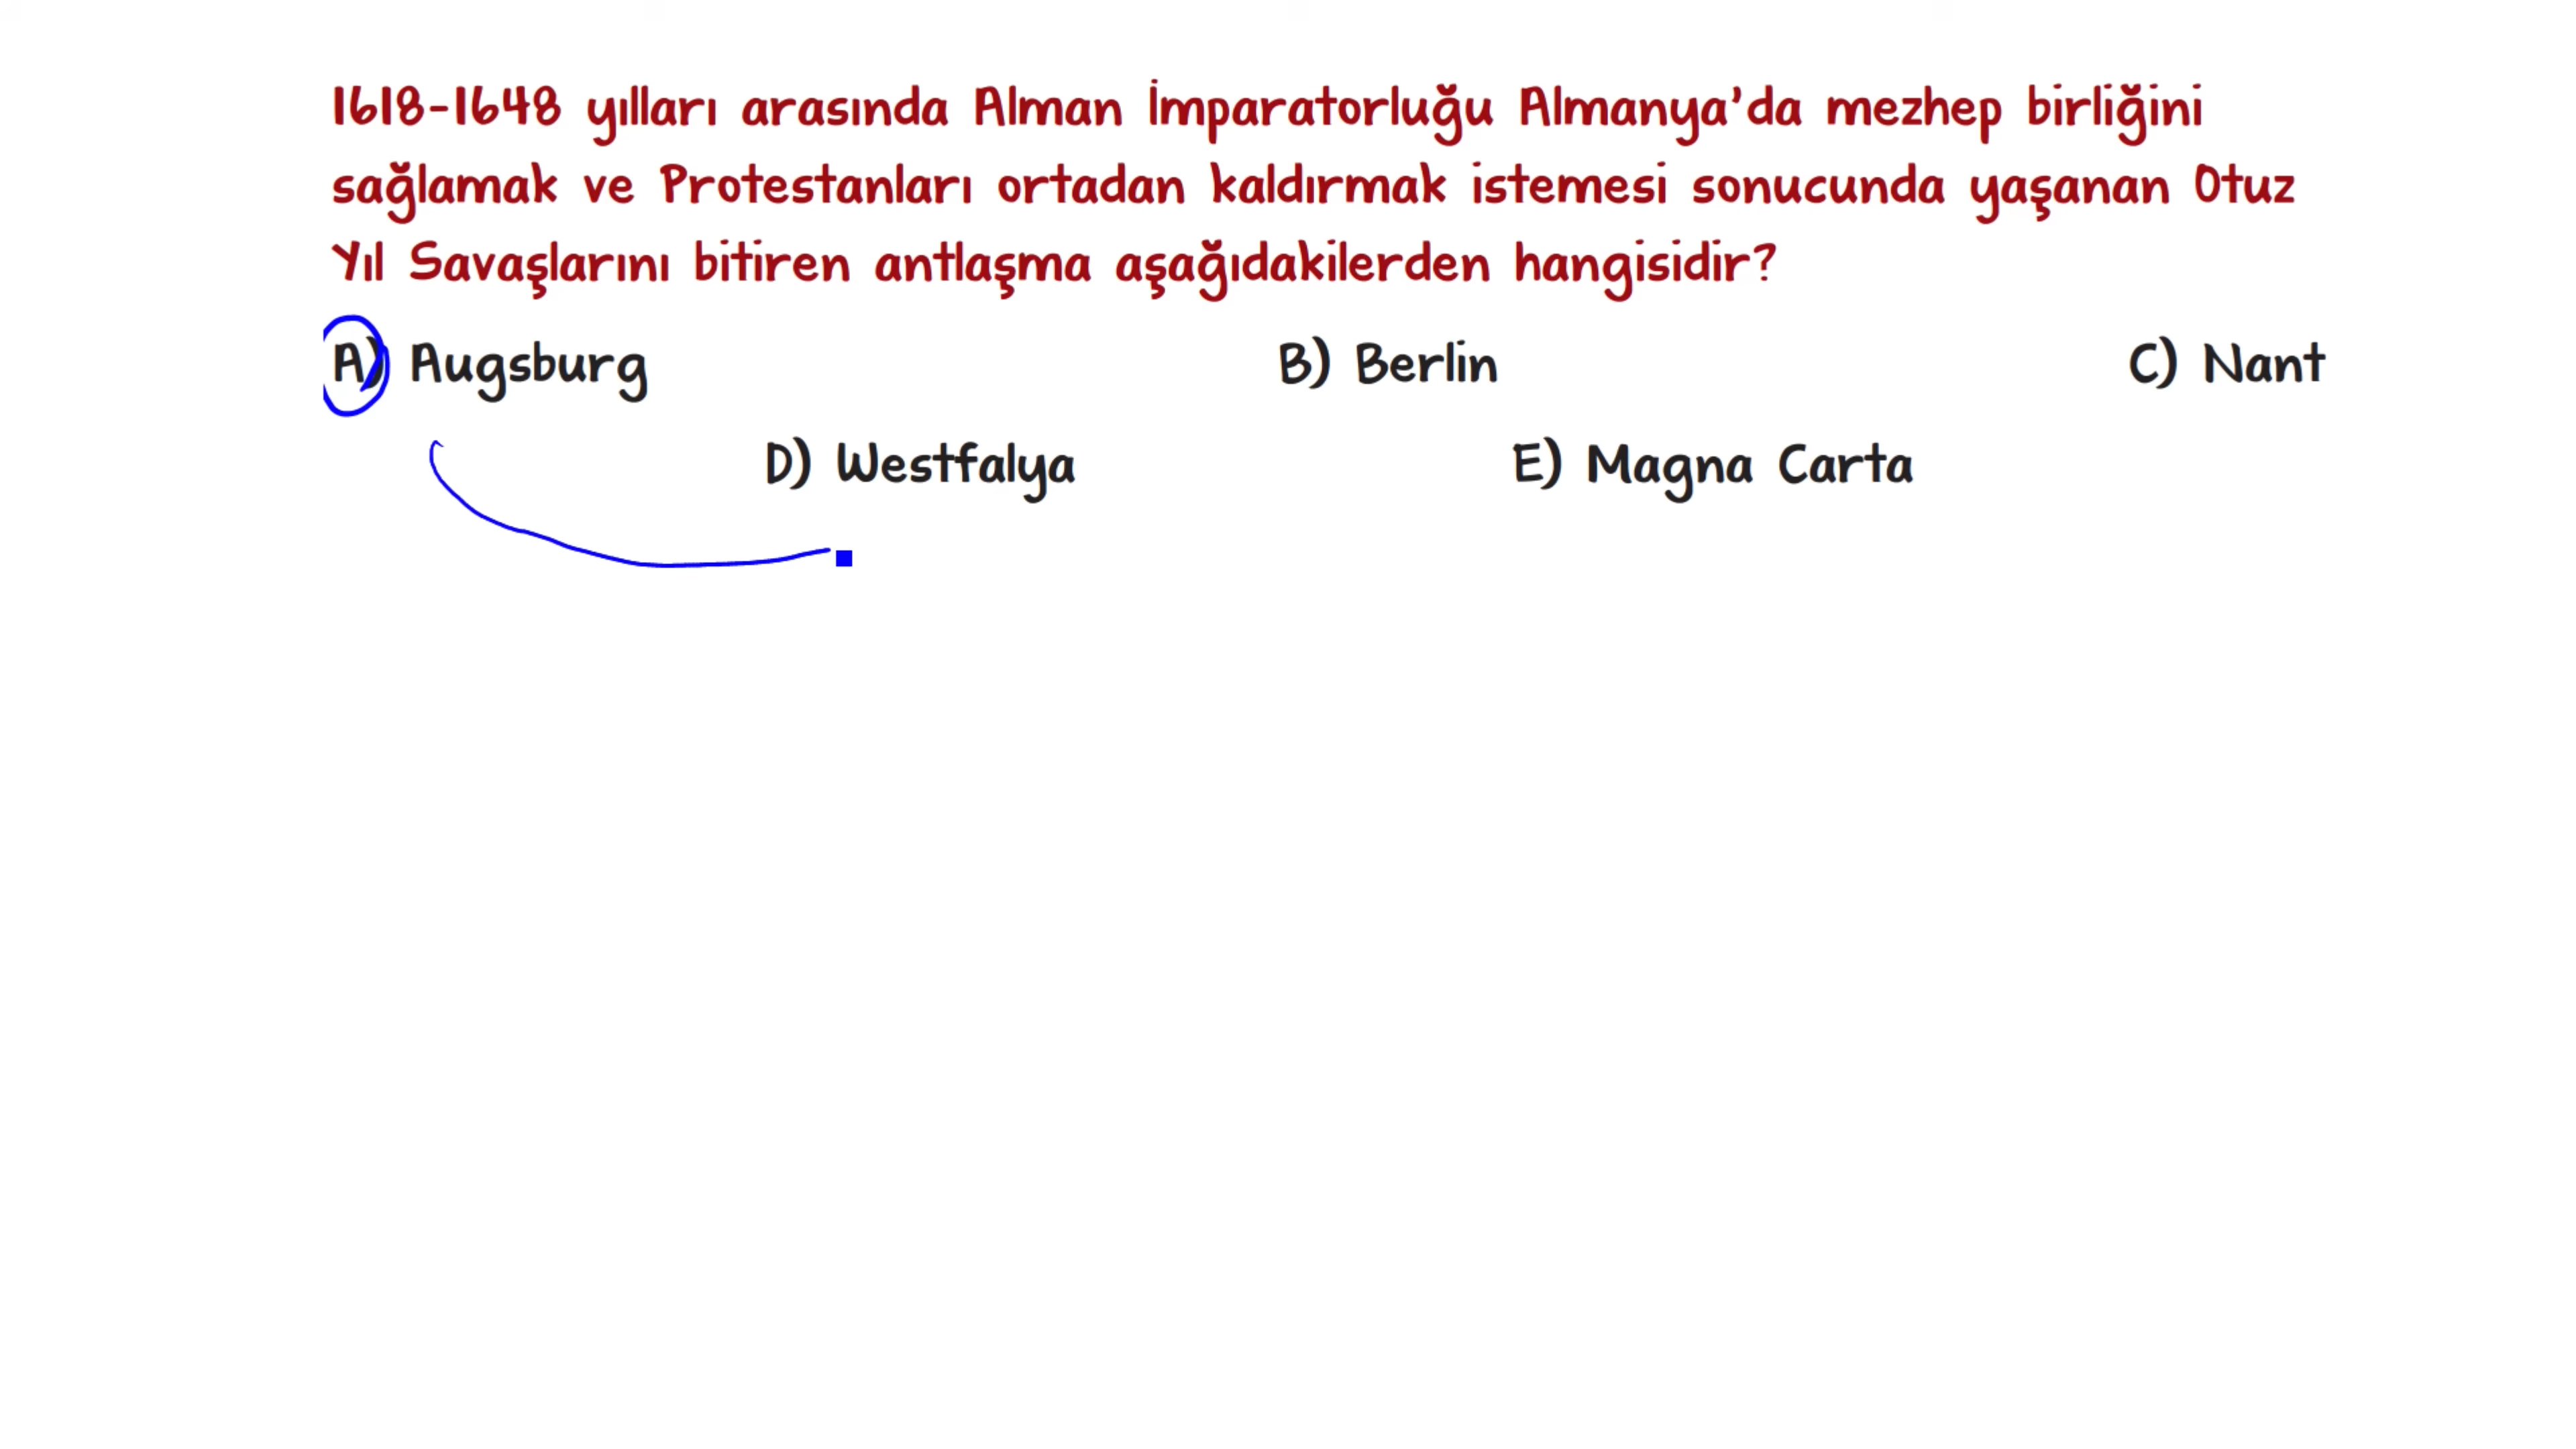 1618-1648 yılları arasında Alman İmparatorluğu Almanya'da mezhep birliğini
sağlamak ve Protestanları ortadan kaldırmak istemesi sonucunda yaşanan Otuz
Yıl Savaşlarını bitiren antlaşma aşağıdakilerden hangisidir?
A) Augsburg B) Berlin C) Nant
D) Westfalya E) Magna Carta